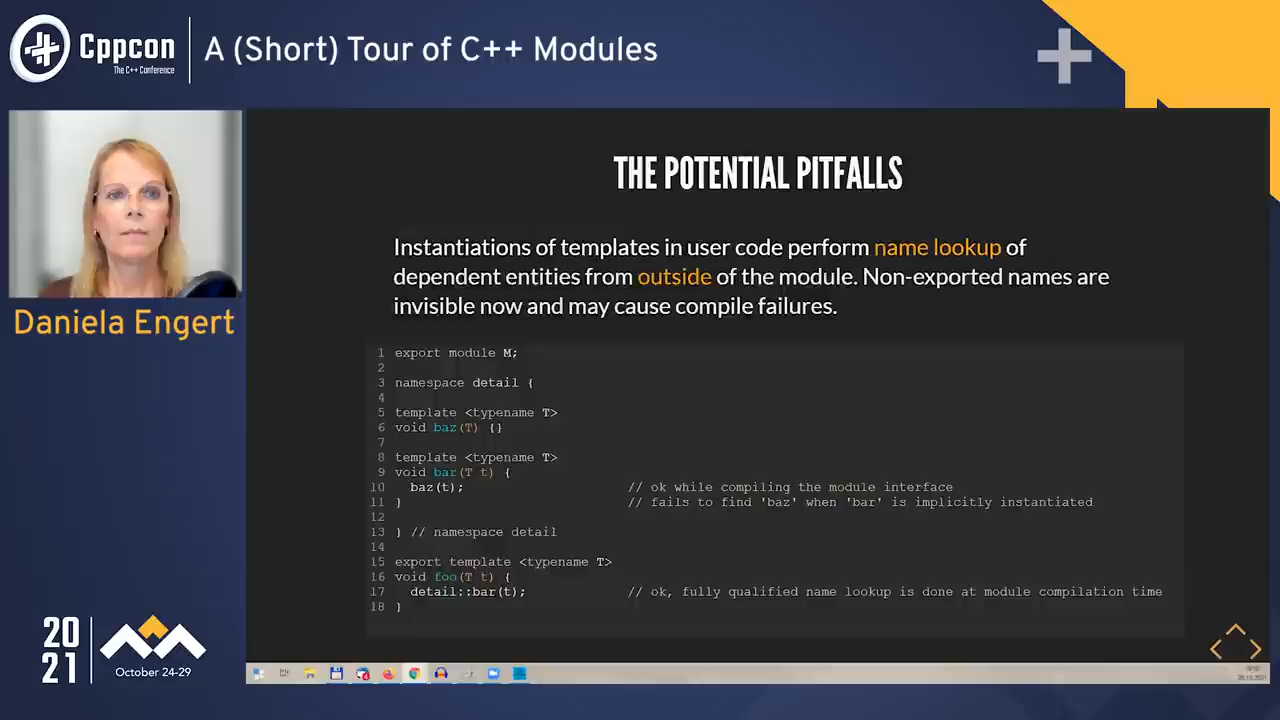 Cppcon
The C++ Conference
A (Short) Tour of C++ Modules
Daniela Engert
THE POTENTIAL PITFALLS
Instantiations of templates in user code perform name lookup of
dependent entities from outside of the module. Non-exported names are
invisible now and may cause compile failures.
1 export module M;
2
3 namespace detail {
4
5 template <typename T>
6 void baz(T) {}
7
8 template <typename T>
9 void bar(T t) {
10 baz(t); // ok while compiling the module interface
11 } // fails to find 'baz' when 'bar' is implicitly instantiated
12
13 } // namespace detail
14
15 export template <typename T>
16 void foo(T t) {
17 detail::bar(t); // ok, fully qualified name lookup is done at module compilation time
18 }
20
21
October 24-29